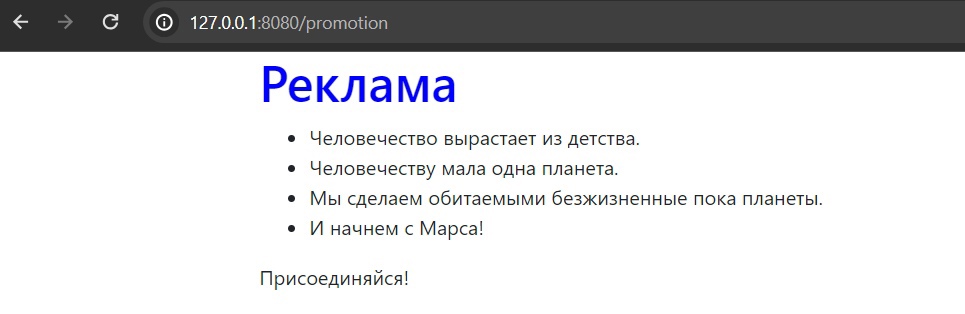 127.0.0.1:8080/promotion
Реклама
Человечество вырастает из детства.
Человечеству мала одна планета.
Мы сделаем обитаемыми безжизненные пока планеты.
И начнем с Марса!
Присоединяйся!